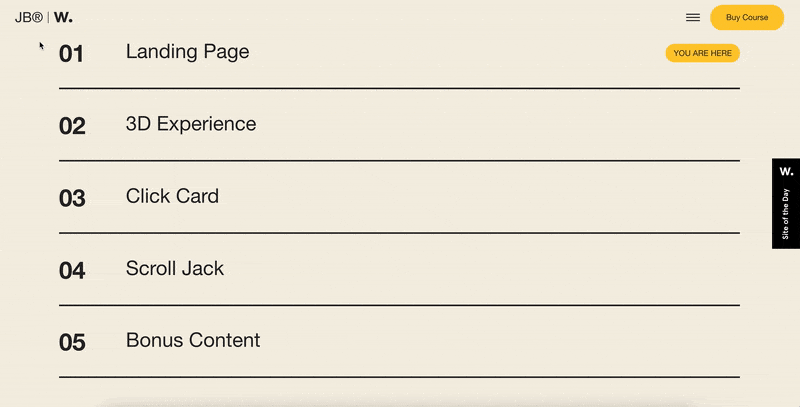 JB® | W.
Buy Course
01 Landing Page YOU ARE HERE
02 3D Experience
03 Click Card
04 Scroll Jack
05 Bonus Content
W. Site of the Day